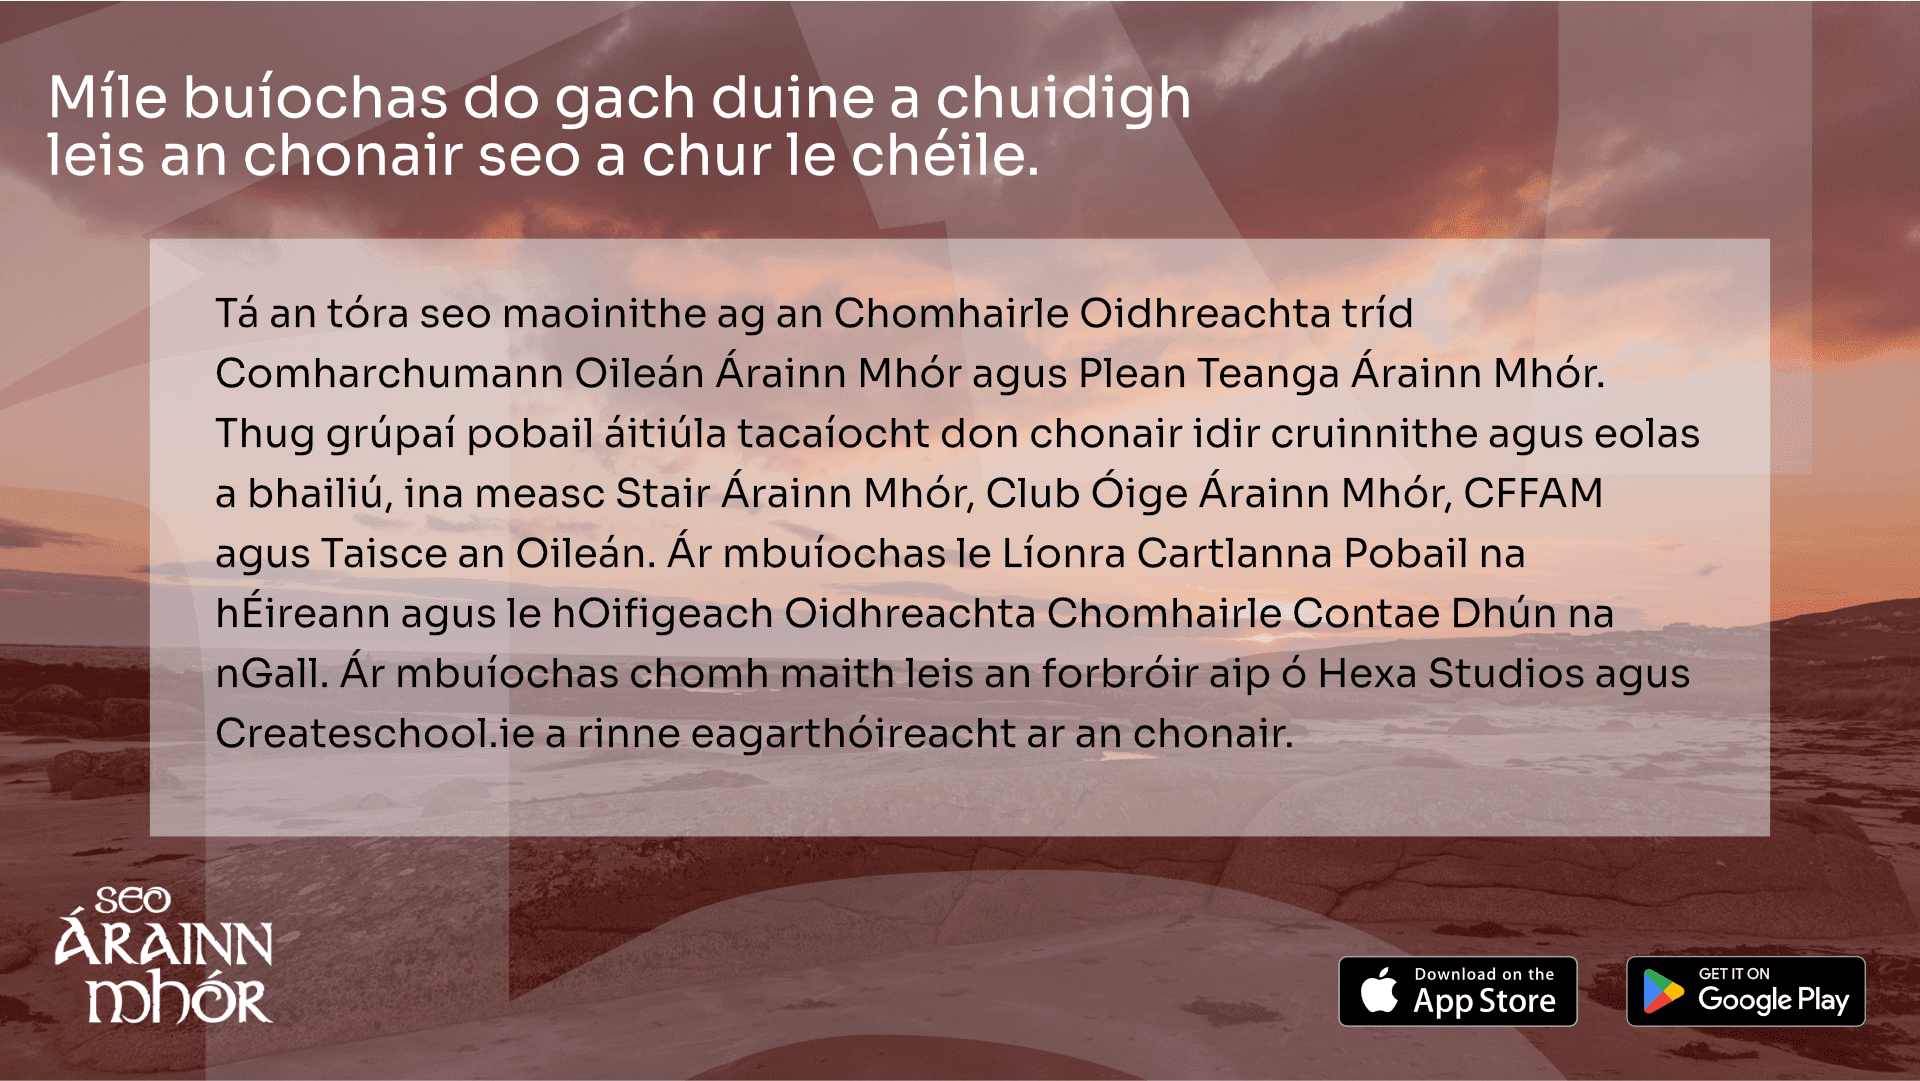 Míle buíochas do gach duine a chuidigh
leis an chonair seo a chur le chéile.
Tá an tóra seo maoinithe ag an Chomhairle Oidhreachta tríd
Comharchumann Oileán Árainn Mhór agus Plean Teanga Árainn Mhór.
Thug grúpaí pobail áitiúla tacaíocht don chonair idir cruinnithe agus eolas
a bhailiú, ina measc Stair Árainn Mhór, Club Óige Árainn Mhór, CFFAM
agus Taisce an Oileán. Ár mbuíochas le Líonra Cartlanna Pobail na
hÉireann agus le hOifigeach Oidhreachta Chomhairle Contae Dhún na
nGall. Ár mbuíochas chomh maith leis an forbróir aip ó Hexa Studios agus
Createschool.ie a rinne eagarthóireacht ar an chonair.
SEO
ÁRAINN
MHÓR
Download on the
App Store
GET IT ON
Google Play